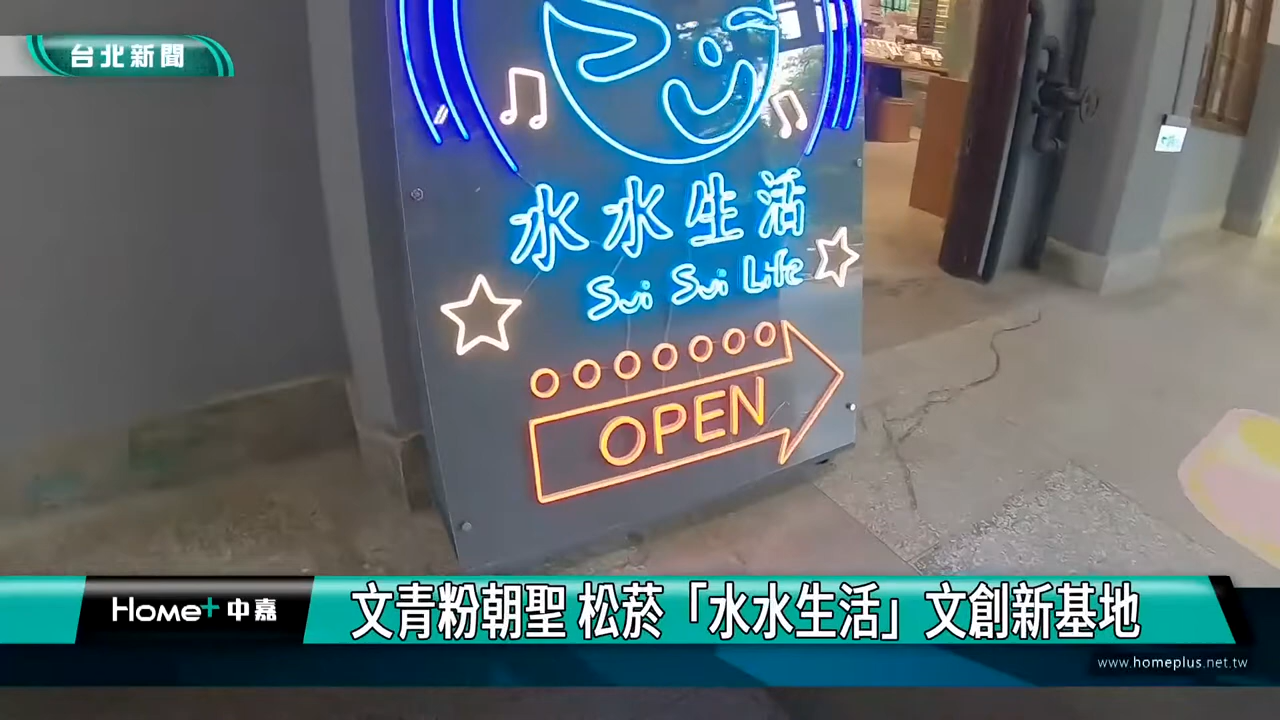 台北新聞
水水生活
Sui Sui Life
OPEN
Home+ 中嘉
文青粉朝聖 松菸「水水生活」文創新基地
www.homeplus.net.tw